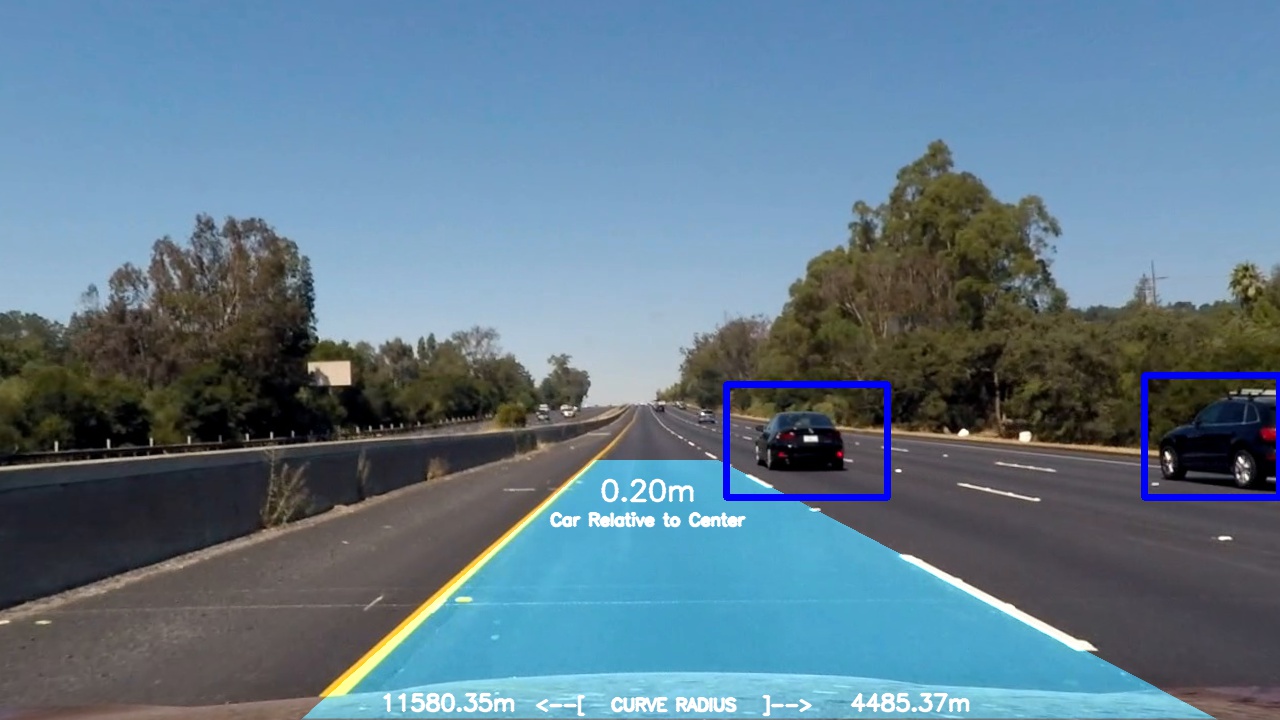 0.20m
Car Relative to Center
11580.35m <--[ CURVE RADIUS ]--> 4485.37m